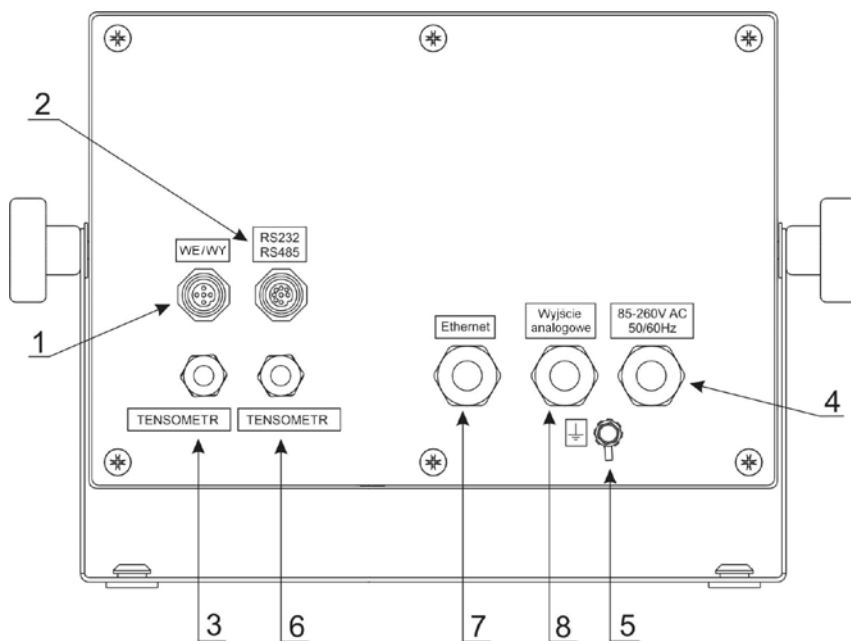 2
WE/WY
RS232
RS485
1
Ethernet
Wyjście
analogowe
85-260V AC
50/60Hz
4
TENSOMETR
TENSOMETR
3
6
7
8
5